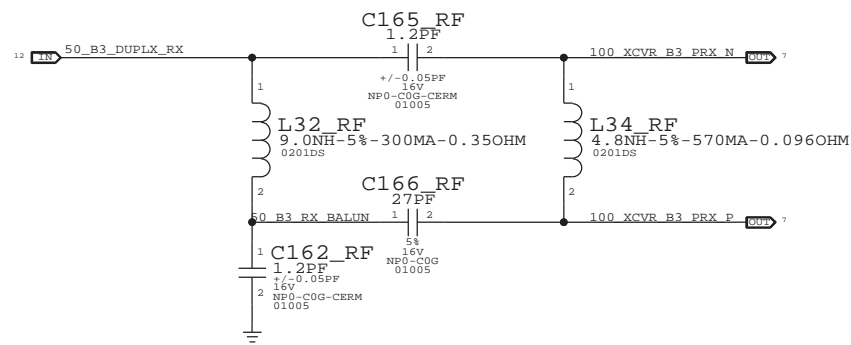 C165_RF
1.2PF
12 IN 50_B3_DUPLX_RX
1 2
100_XCVR_B3_PRX_N OUT 7
+/-0.05PF
16V
NP0-C0G-CERM
01005
1
1
L32_RF
9.0NH-5%-300MA-0.35OHM
0201DS
L34_RF
4.8NH-5%-570MA-0.096OHM
0201DS
2
2
C166_RF
27PF
50_B3_RX_BALUN
1 2
100_XCVR_B3_PRX_P OUT 7
5%
16V
NP0-C0G
01005
1
C162_RF
1.2PF
+/-0.05PF
16V
2
NP0-C0G-CERM
01005